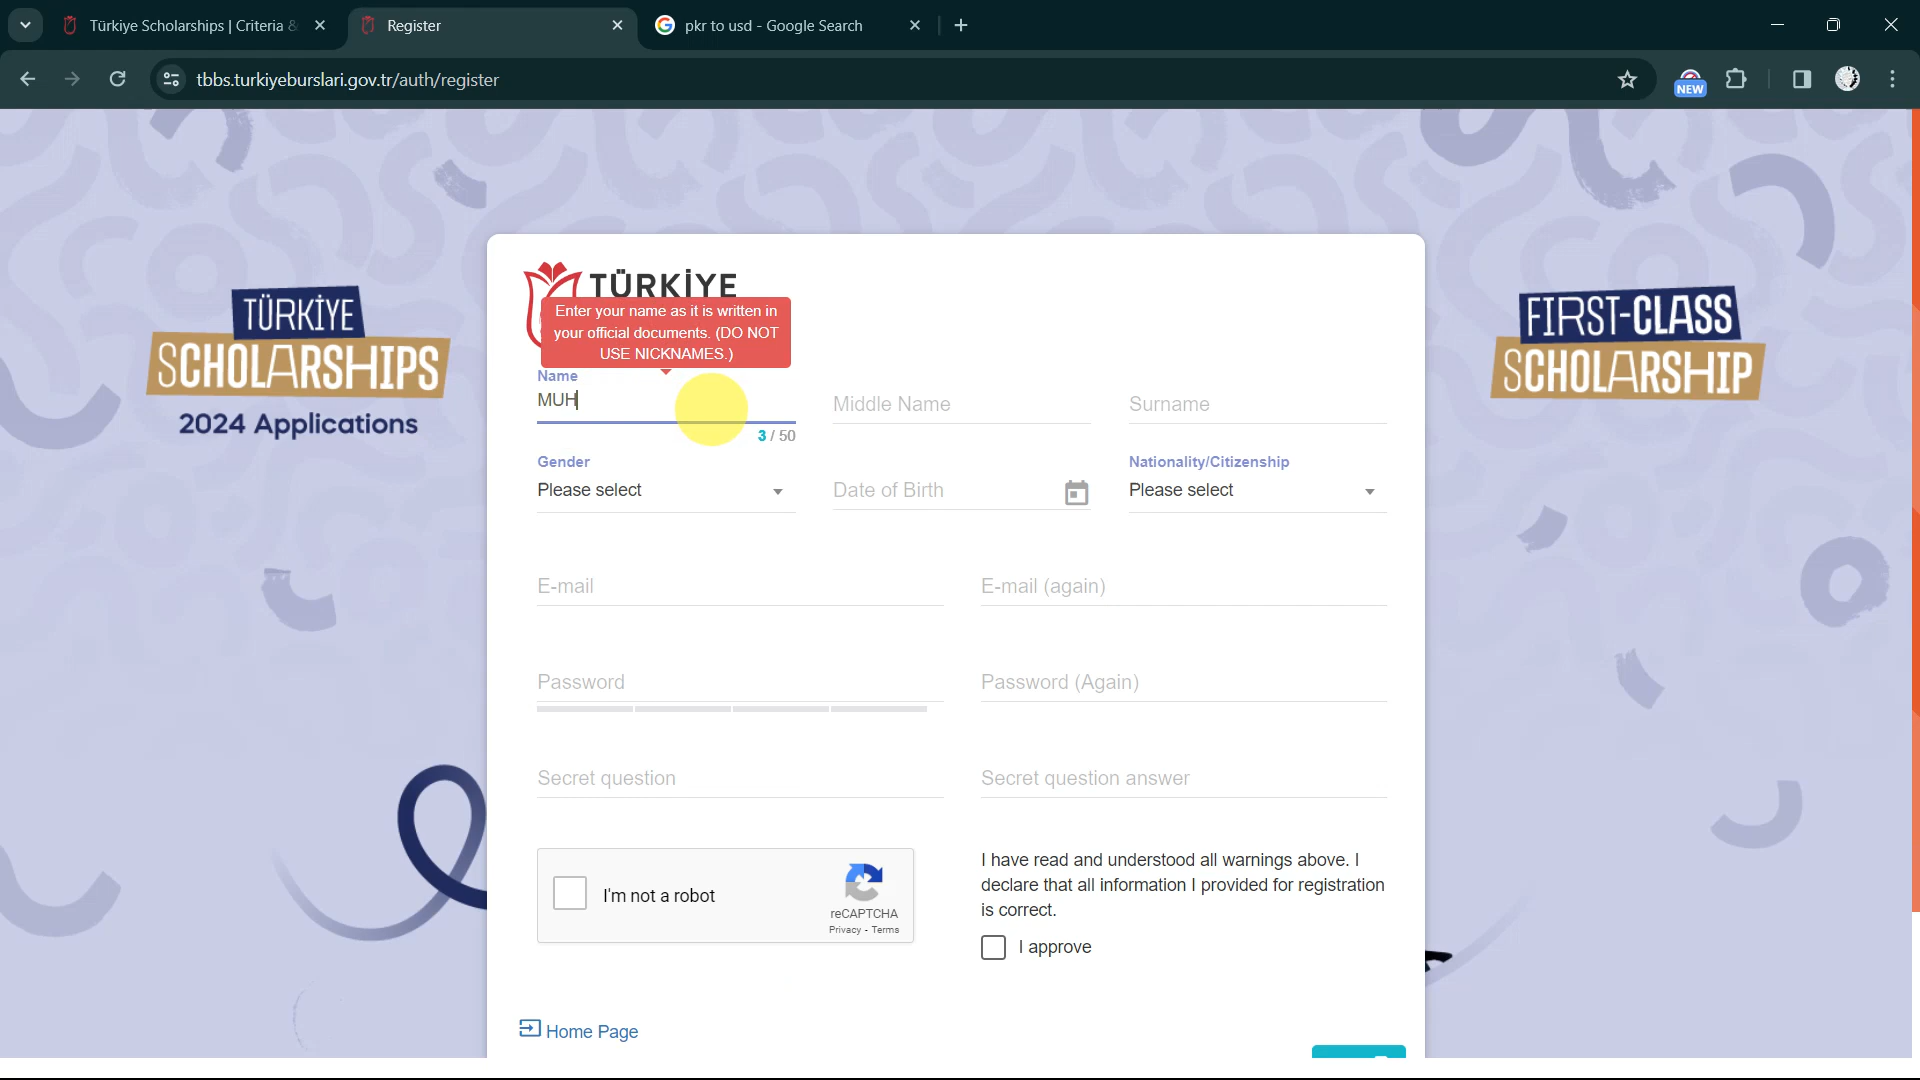 Türkiye Scholarships | Criteria &
Register
pkr to usd - Google Search
tbbs.turkiyeburslari.gov.tr/auth/register
NEW
TÜRKİYE
SCHOLARSHIPS
2024 Applications
FIRST-CLASS
SCHOLARSHIP
TÜRKİYE
Enter your name as it is written in
your official documents. (DO NOT
USE NICKNAMES.)
Name
MUH
3 / 50
Middle Name
Surname
Gender
Please select
Date of Birth
Nationality/Citizenship
Please select
E-mail
E-mail (again)
Password
Password (Again)
Secret question
Secret question answer
I'm not a robot
reCAPTCHA
Privacy - Terms
I have read and understood all warnings above. I
declare that all information I provided for registration
is correct.
I approve
Home Page